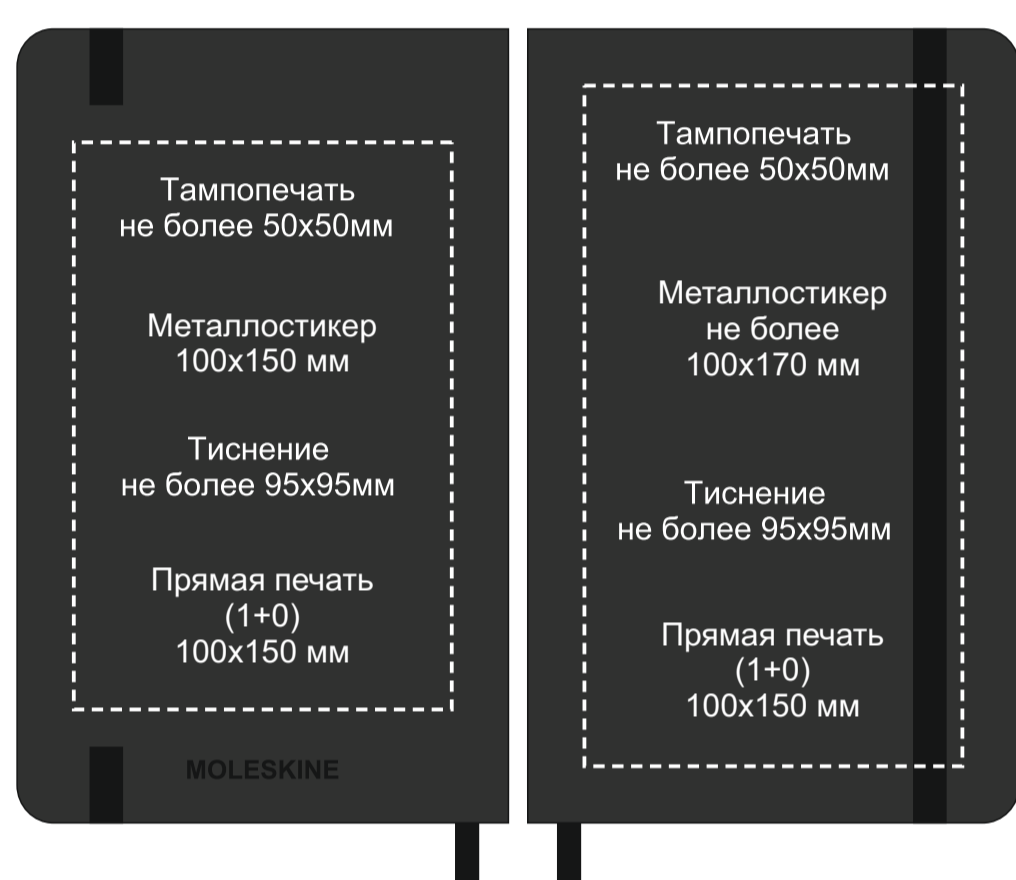 Тампопечать
не более 50х50мм
Металлостикер
100х150 мм
Тиснение
не более 95х95мм
Прямая печать
(1+0)
100х150 мм
MOLESKINE
Тампопечать
не более 50х50мм
Металлостикер
не более
100х170 мм
Тиснение
не более 95х95мм
Прямая печать
(1+0)
100х150 мм